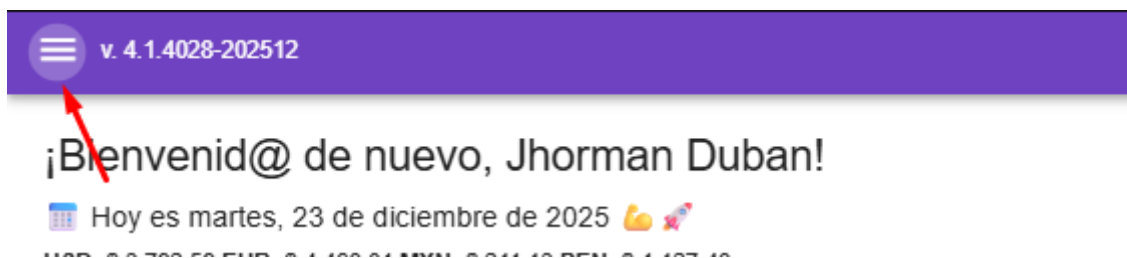 v. 4.1.4028-202512
¡Bienvenid@ de nuevo, Jhorman Duban!
Hoy es martes, 23 de diciembre de 2025 💪 🚀